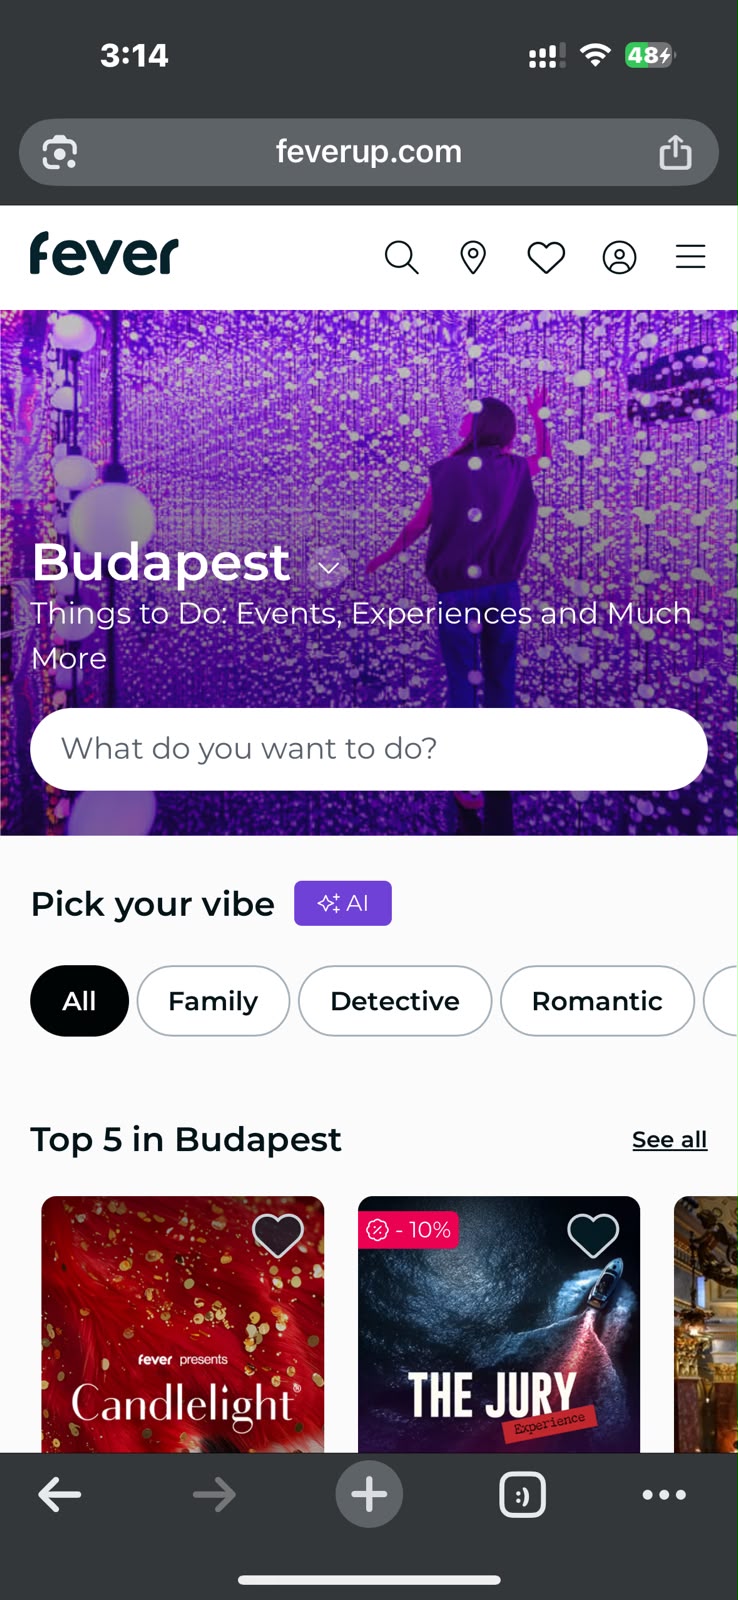 3:14
48
feverup.com
fever
Budapest
Things to Do: Events, Experiences and Much
More
What do you want to do?
Pick your vibe
AI
All
Family
Detective
Romantic
Top 5 in Budapest
See all
fever presents
Candlelight®
- 10%
THE JURY
Experience
:)